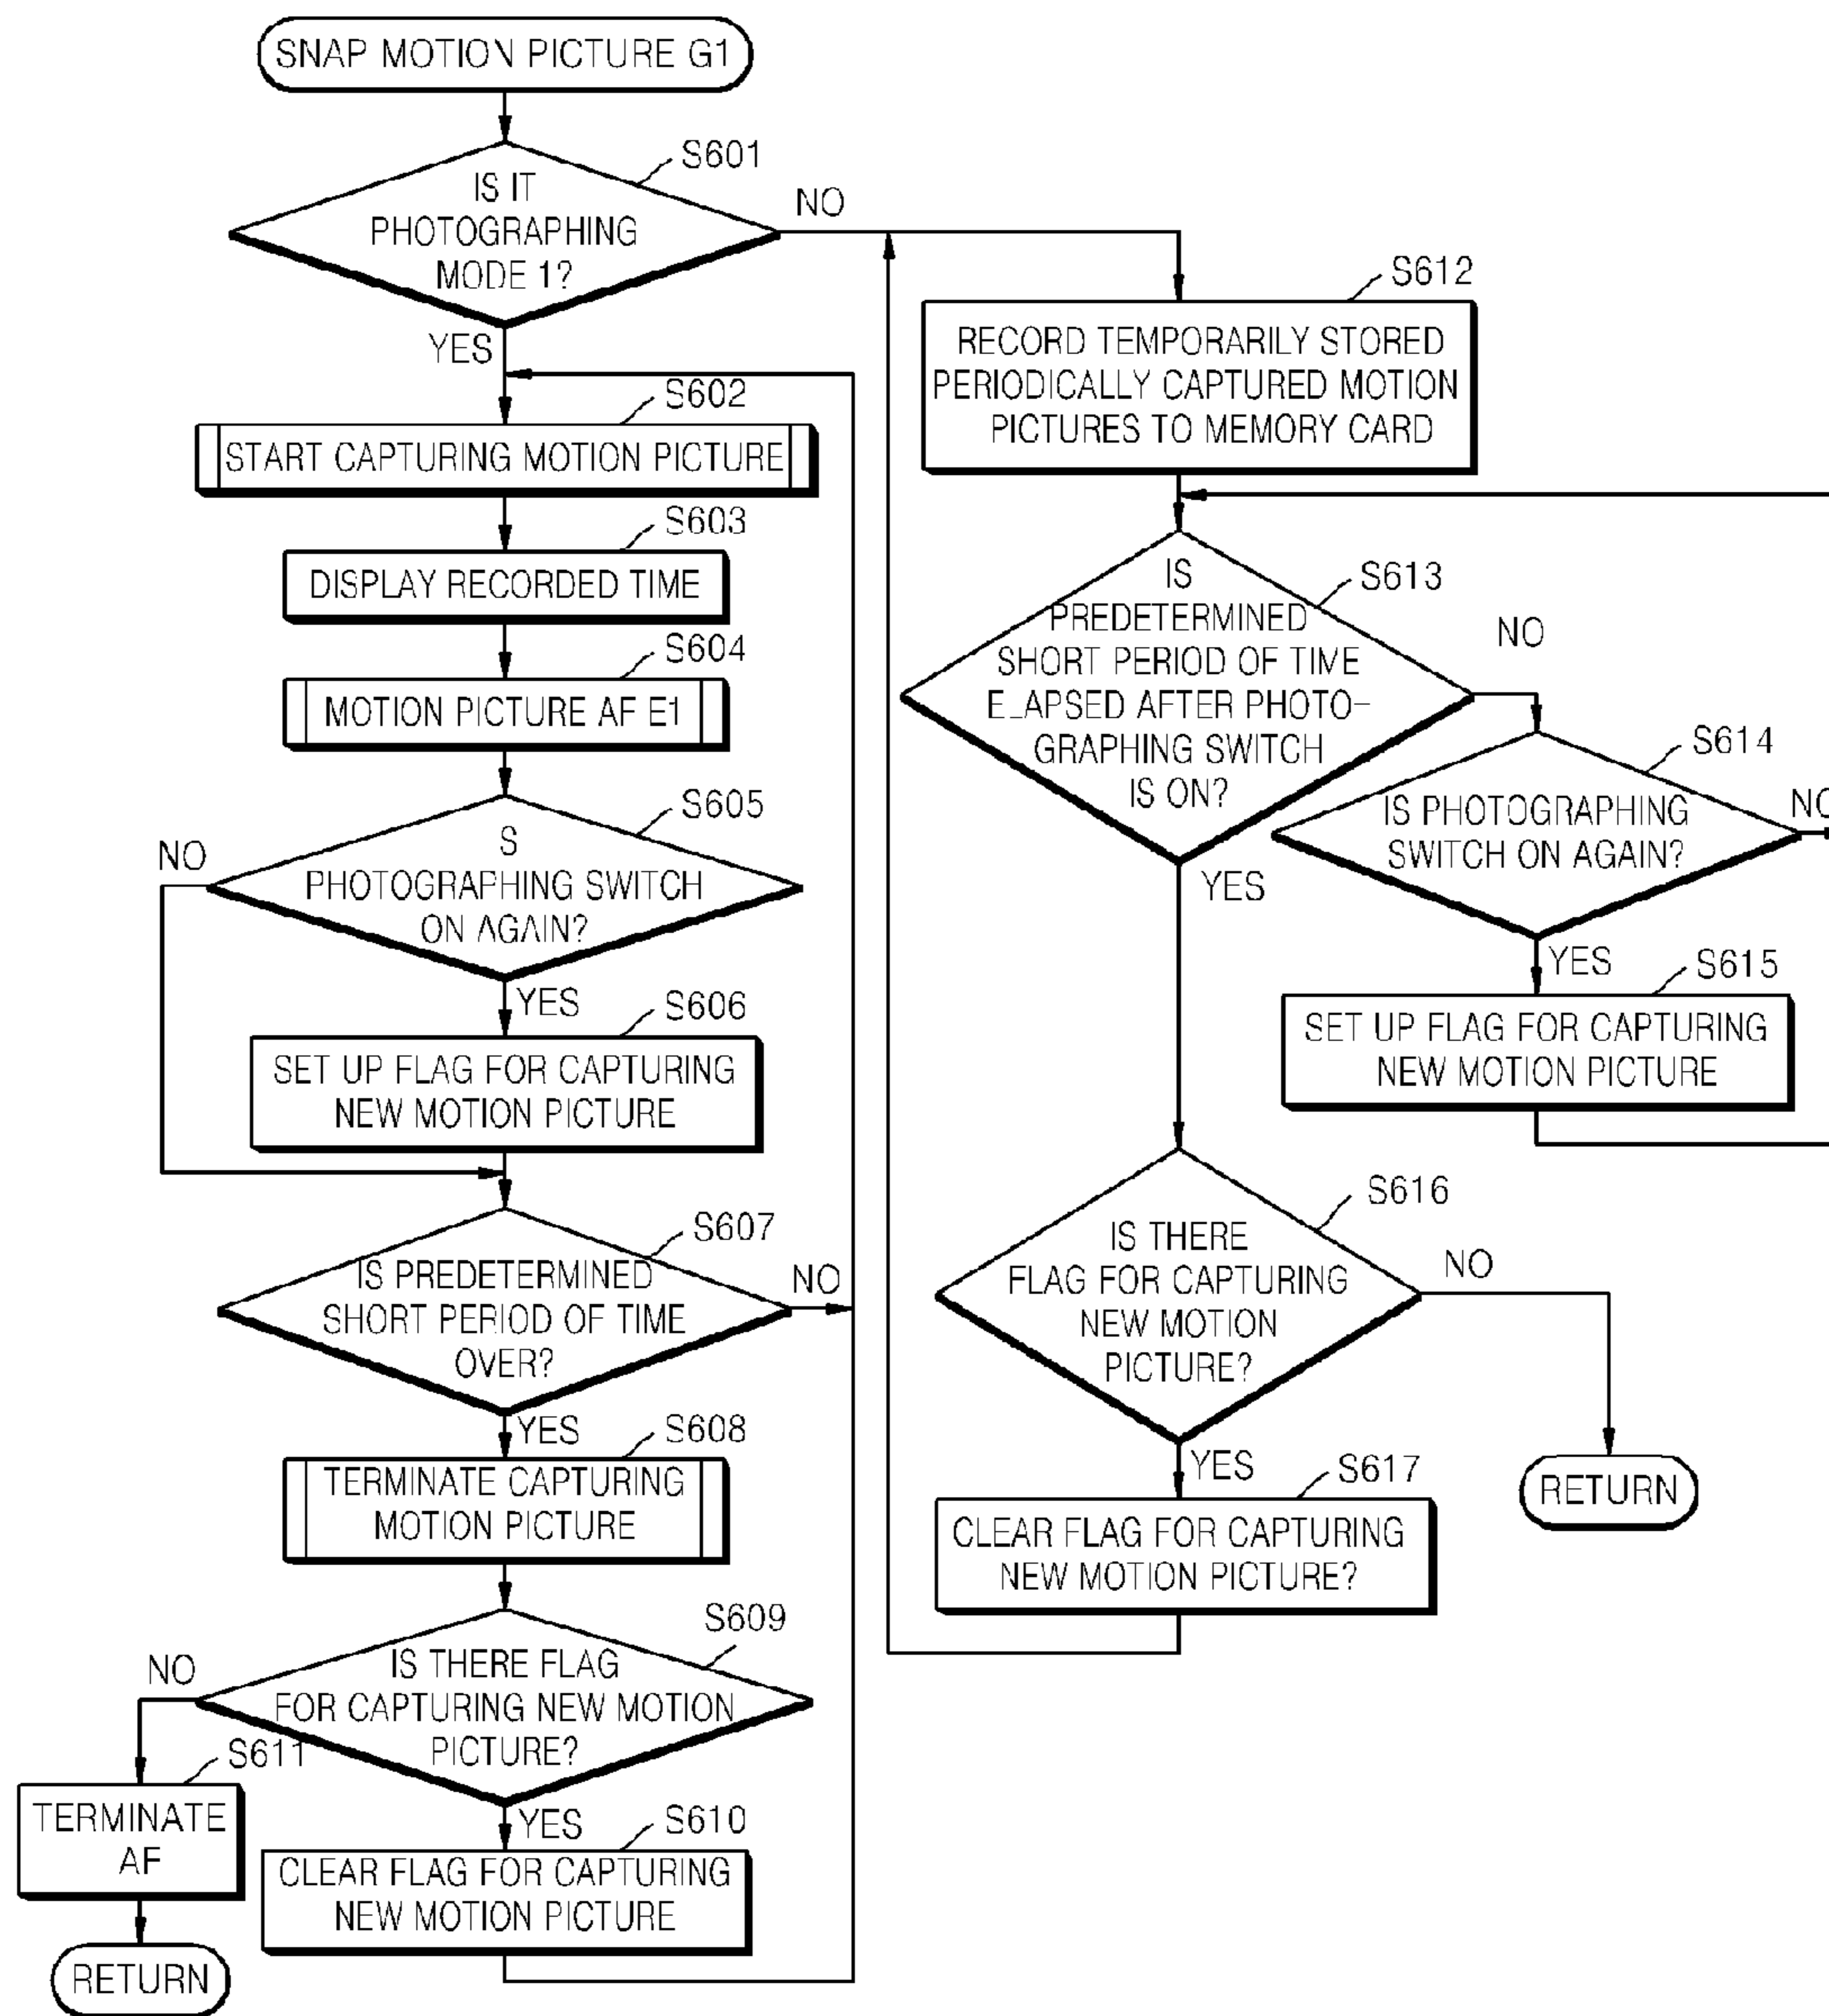 SNAP MOTION PICTURE G1
S601
IS IT
PHOTOGRAPHING
MODE 1?
NO
YES
S602
START CAPTURING MOTION PICTURE
S603
DISPLAY RECORDED TIME
S604
MOTION PICTURE AF E1
S605
S
PHOTOGRAPHING SWITCH
ON AGAIN?
NO
YES
S606
SET UP FLAG FOR CAPTURING
NEW MOTION PICTURE
S607
IS PREDETERMINED
SHORT PERIOD OF TIME
OVER?
NO
YES
S608
TERMINATE CAPTURING
MOTION PICTURE
S609
IS THERE FLAG
FOR CAPTURING NEW MOTION
PICTURE?
NO
YES
S611
TERMINATE
AF
RETURN
S610
CLEAR FLAG FOR CAPTURING
NEW MOTION PICTURE
S612
RECORD TEMPORARILY STORED
PERIODICALLY CAPTURED MOTION
PICTURES TO MEMORY CARD
S613
IS
PREDETERMINED
SHORT PERIOD OF TIME
ELAPSED AFTER PHOTO-
GRAPHING SWITCH
IS ON?
NO
YES
S614
IS PHOTOGRAPHING
SWITCH ON AGAIN?
NO
YES
S615
SET UP FLAG FOR CAPTURING
NEW MOTION PICTURE
S616
IS THERE
FLAG FOR CAPTURING
NEW MOTION
PICTURE?
NO
YES
RETURN
S617
CLEAR FLAG FOR CAPTURING
NEW MOTION PICTURE?